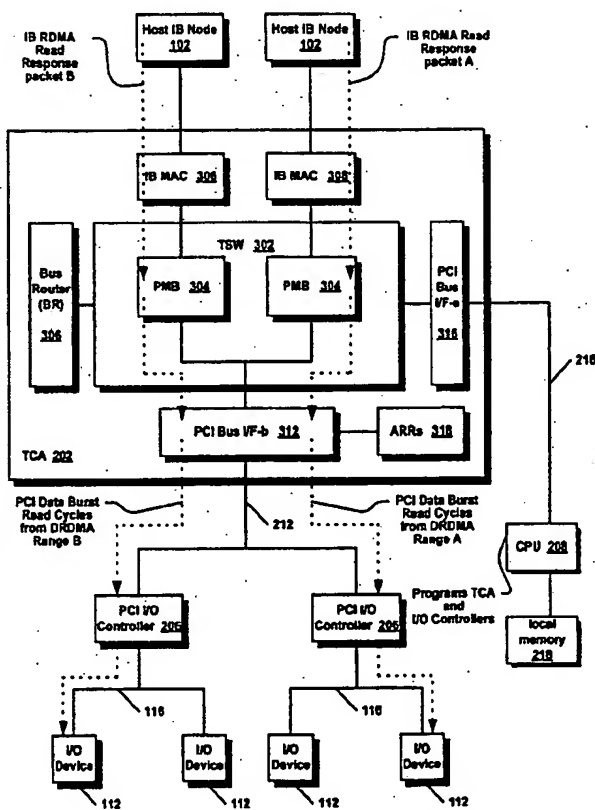 IB RDMA
Read
Response
packet B
Host IB Node
102
Host IB Node
102
IB RDMA Read
Response
packet A
IB MAC 308
IB MAC 308
TSW 302
Bus
Router
(BR)
306
PMB 304
PMB 304
PCI
Bus
I/F-a
316
216
PCI Bus I/F-b 312
ARRs 318
TCA 202
PCI Data Burst
Read Cycles
from DRDMA
Range B
212
PCI Data Burst
Read Cycles
from DRDMA
Range A
CPU 208
Programs TCA
and
I/O Controllers
local
memory
218
PCI I/O
Controller 206
PCI I/O
Controller 206
116
116
I/O
Device
I/O
Device
I/O
Device
I/O
Device
112
112
112
112